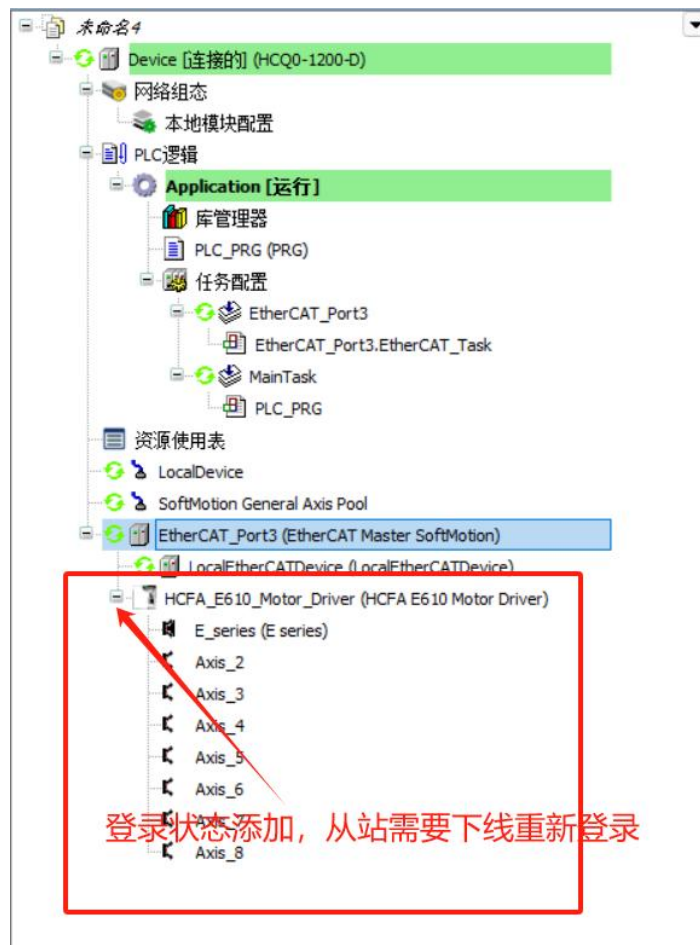 未命名4
Device [连接的] (HCQ0-1200-D)
网络组态
本地模块配置
PLC逻辑
Application [运行]
库管理器
PLC_PRG (PRG)
任务配置
EtherCAT_Port3
EtherCAT_Port3.EtherCAT_Task
MainTask
PLC_PRG
资源使用表
LocalDevice
SoftMotion General Axis Pool
EtherCAT_Port3 (EtherCAT Master SoftMotion)
LocalEtherCATDevice (LocalEtherCATDevice)
HCFA_E610_Motor_Driver (HCFA E610 Motor Driver)
E_series (E series)
Axis_2
Axis_3
Axis_4
Axis_5
Axis_6
Axis_7
登录状态添加，从站需要下线重新登录
Axis_8